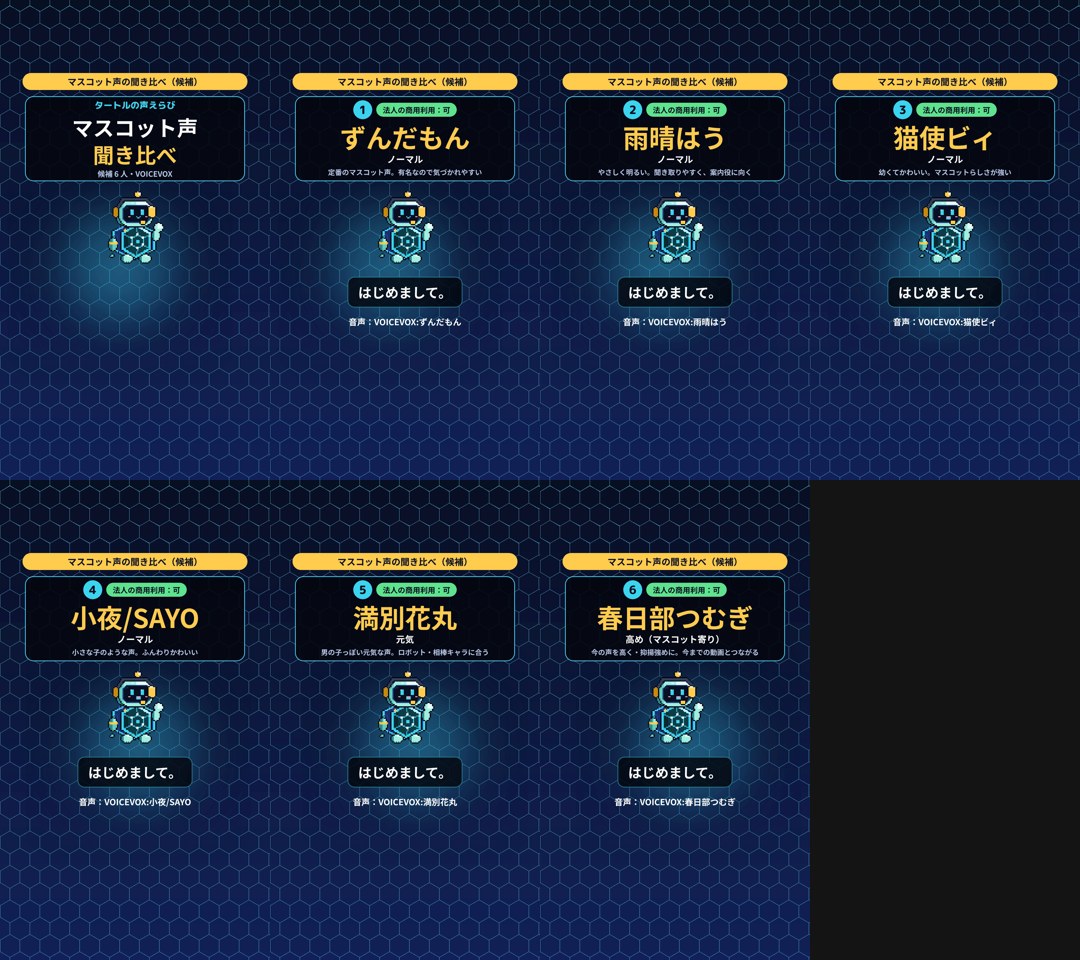 マスコット声の聞き比べ（候補）
タートルの声えらび
マスコット声
聞き比べ
候補6人・VOICEVOX
マスコット声の聞き比べ（候補）
1 法人の商用利用：可
ずんだもん
ノーマル
定番のマスコット声。有名なので気づかれやすい
はじめまして。
音声：VOICEVOX:ずんだもん
マスコット声の聞き比べ（候補）
2 法人の商用利用：可
雨晴はう
ノーマル
やさしく明るい。聞き取りやすく、案内役に向く
はじめまして。
音声：VOICEVOX:雨晴はう
マスコット声の聞き比べ（候補）
3 法人の商用利用：可
猫使ビィ
ノーマル
幼くてかわいい。マスコットらしさが強い
はじめまして。
音声：VOICEVOX:猫使ビィ
マスコット声の聞き比べ（候補）
4 法人の商用利用：可
小夜/SAYO
ノーマル
小さな子のような声。ふんわりかわいい
はじめまして。
音声：VOICEVOX:小夜/SAYO
マスコット声の聞き比べ（候補）
5 法人の商用利用：可
満別花丸
元気
男の子っぽい元気な声。ロボット・相棒キャラに合う
はじめまして。
音声：VOICEVOX:満別花丸
マスコット声の聞き比べ（候補）
6 法人の商用利用：可
春日部つむぎ
高め（マスコット寄り）
今の声を高く・抑揚強めに。今までの動画とつながる
はじめまして。
音声：VOICEVOX:春日部つむぎ